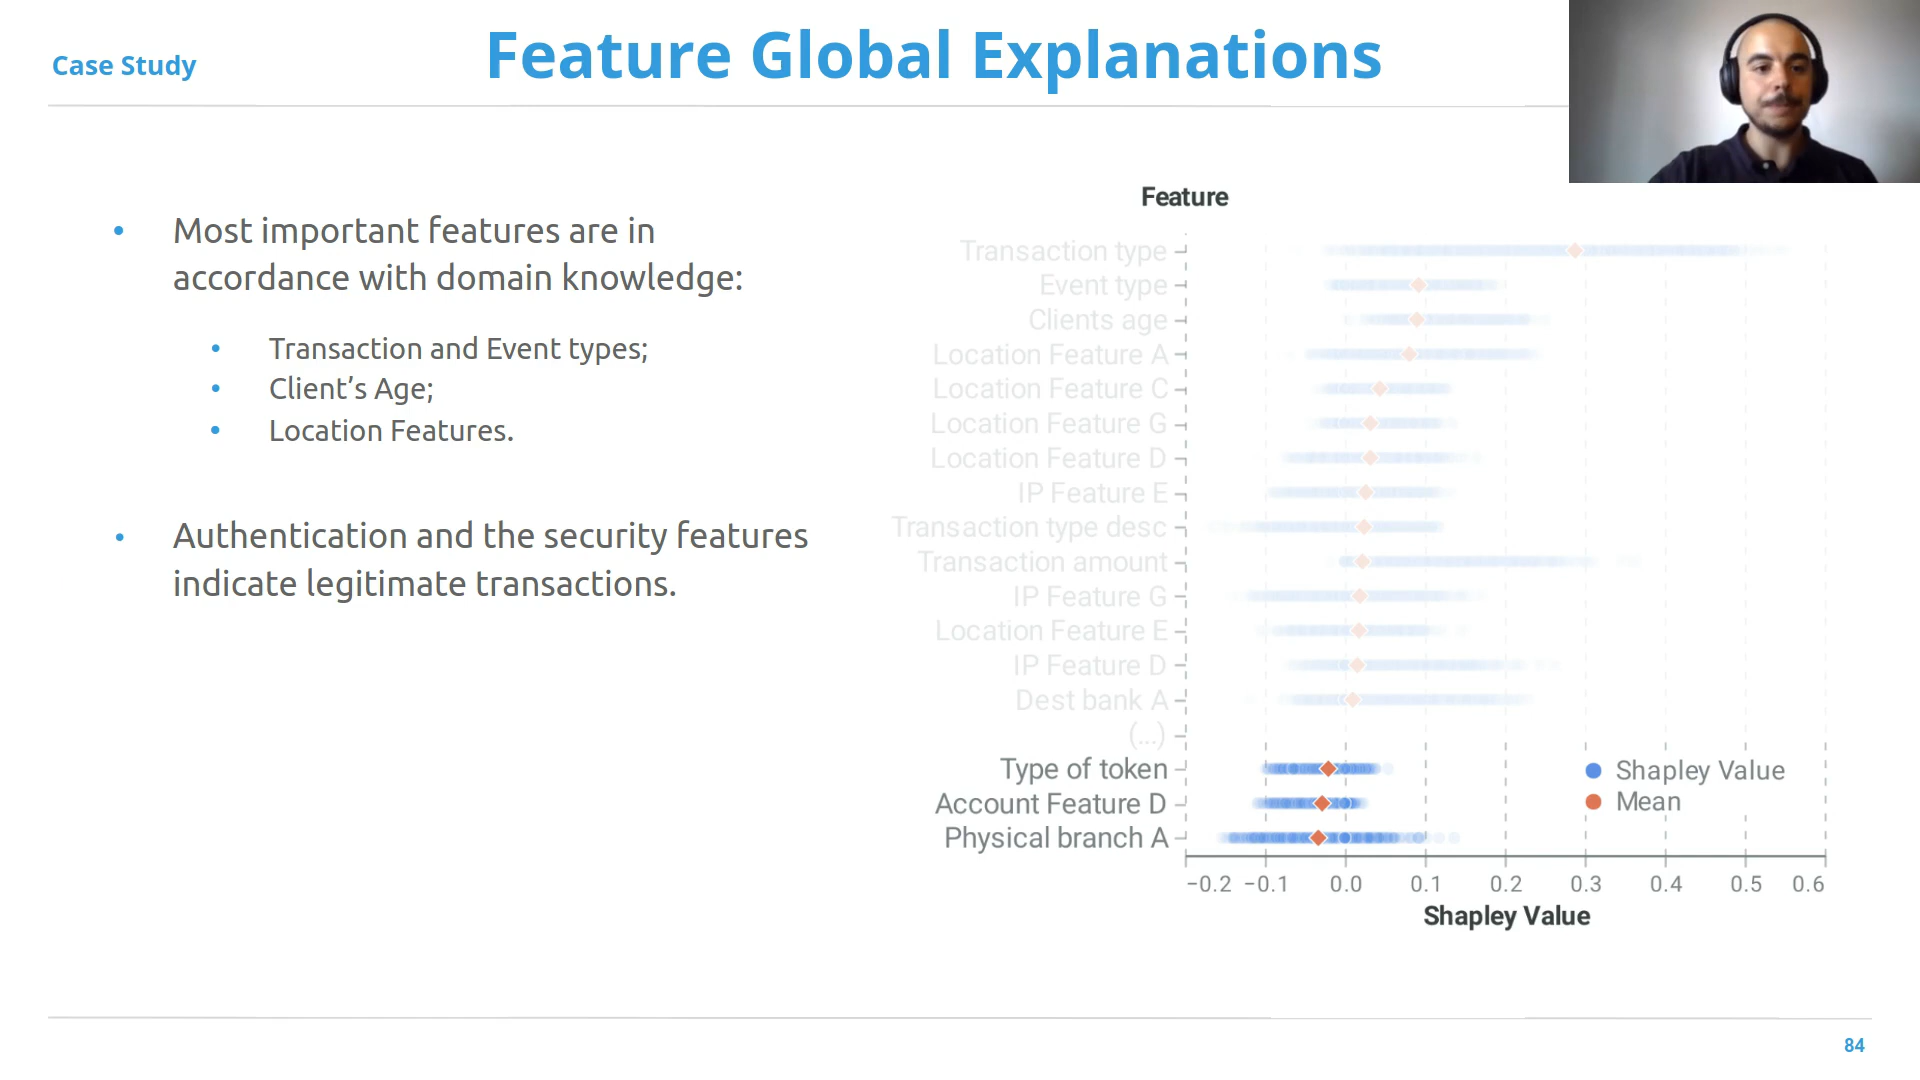 Case Study
Feature Global Explanations
• Most important features are in
accordance with domain knowledge:
• Transaction and Event types;
• Client’s Age;
• Location Features.
• Authentication and the security features
indicate legitimate transactions.
Feature
Transaction type
Event type
Clients age
Location Feature A
Location Feature C
Location Feature G
Location Feature D
IP Feature E
Transaction type desc
Transaction amount
IP Feature G
Location Feature E
IP Feature D
Dest bank A
(...)
Type of token
Account Feature D
Physical branch A
Shapley Value
Mean
−0.2 −0.1 0.0 0.1 0.2 0.3 0.4 0.5 0.6
Shapley Value
84